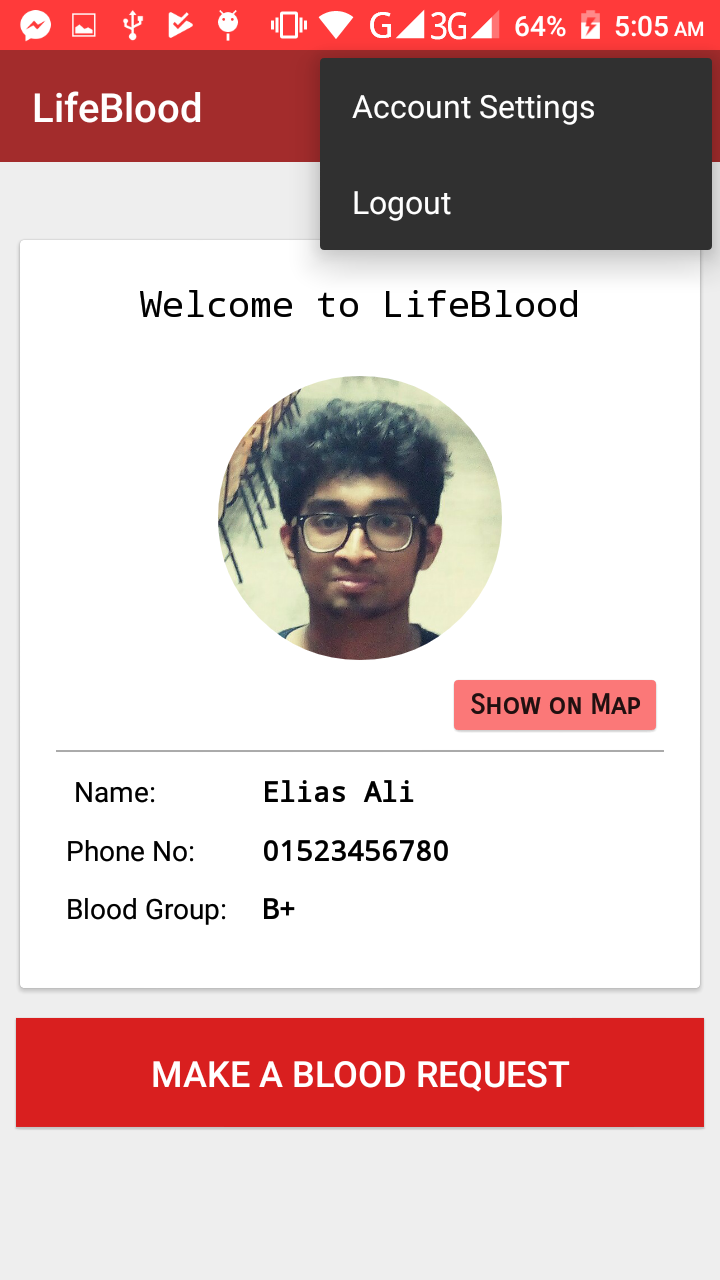 G 3G 64% 5:05 AM
LifeBlood
Account Settings
Logout
Welcome to LifeBlood
Show on Map
Name: Elias Ali
Phone No: 01523456780
Blood Group: B+
MAKE A BLOOD REQUEST